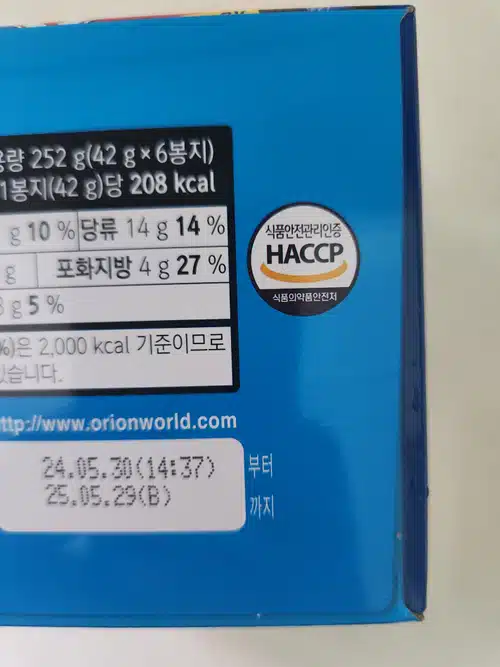 용량 252 g(42 g×6봉지)
1봉지(42 g)당 208 kcal
g 10 % 당류 14 g 14 %
g 포화지방 4 g 27 %
g 5 %
%)은 2,000 kcal 기준이므로
있습니다.
식품안전관리인증
HACCP
식품의약품안전처
ttp://www.orionworld.com
24.05.30(14:37) 부터
25.05.29(B) 까지